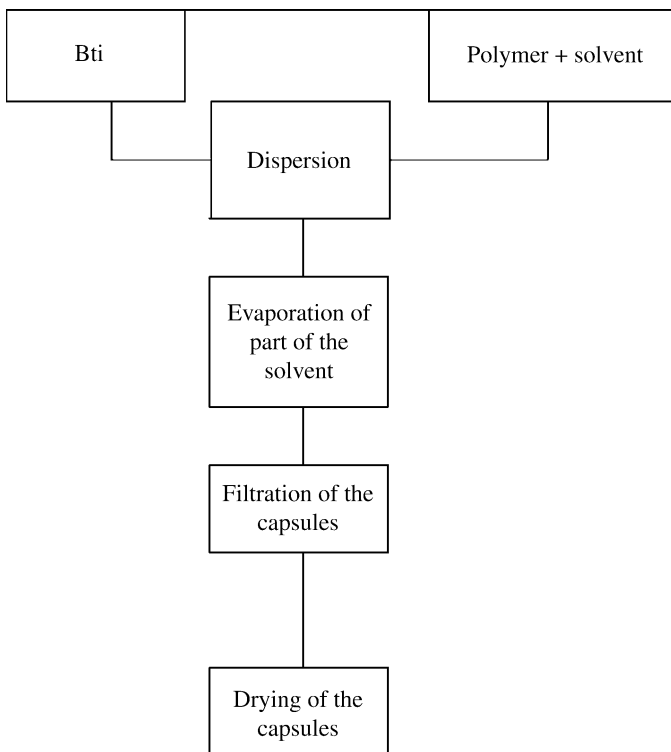 Bti
Polymer + solvent
Dispersion
Evaporation of
part of the
solvent
Filtration of the
capsules
Drying of the
capsules